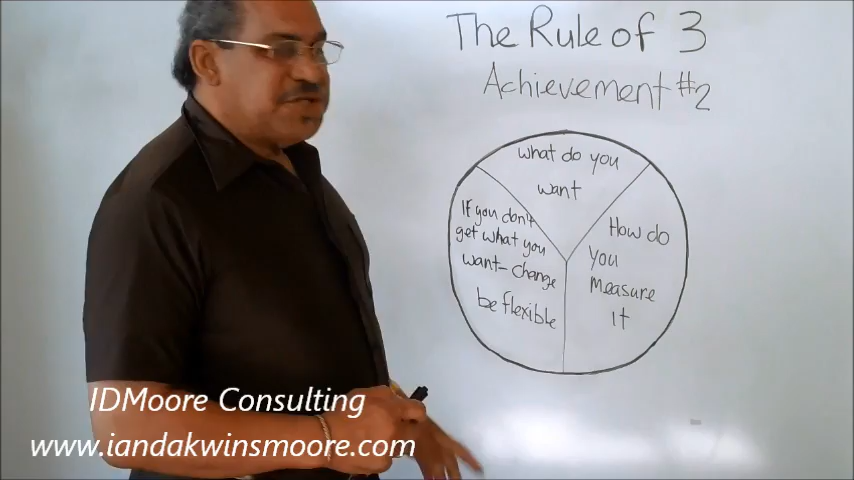 The Rule of 3
Achievement #2
What do you
want
How do
you
measure
it
If you don't
get what you
want - change
be flexible
IDMoore Consulting
www.iandakwinsmoore.com